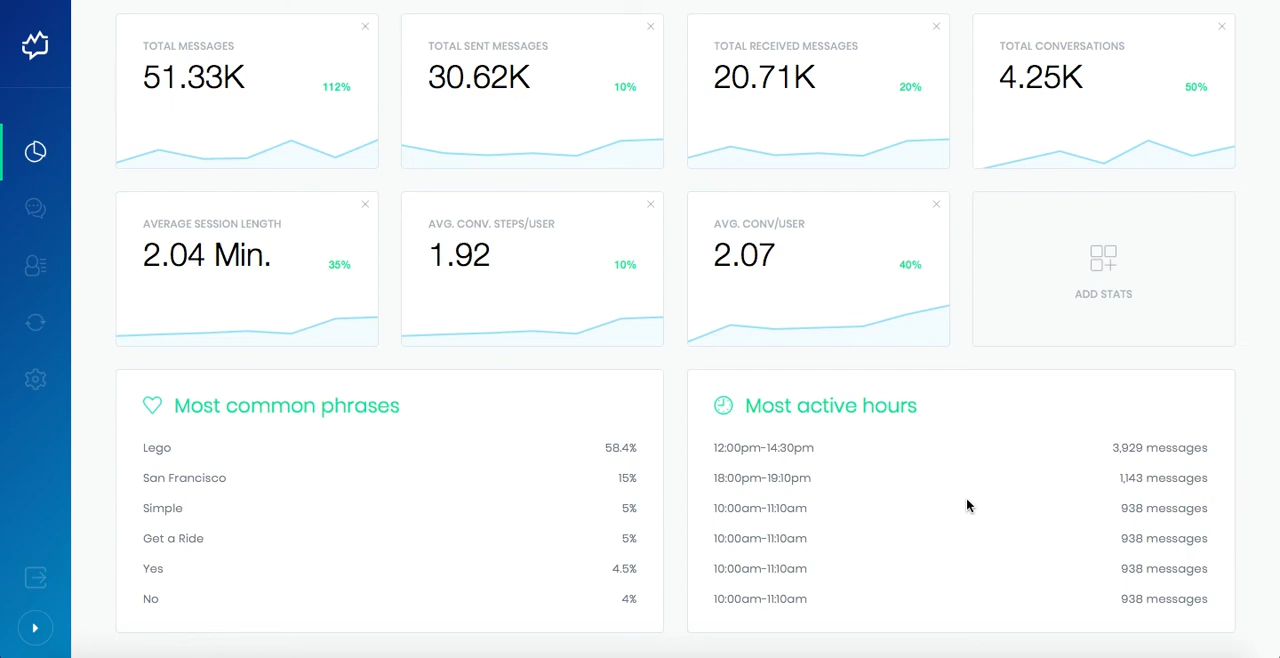 TOTAL MESSAGES
51.33K
112%
TOTAL SENT MESSAGES
30.62K
10%
TOTAL RECEIVED MESSAGES
20.71K
20%
TOTAL CONVERSATIONS
4.25K
50%
AVERAGE SESSION LENGTH
2.04 Min.
35%
AVG. CONV. STEPS/USER
1.92
10%
AVG. CONV/USER
2.07
40%
ADD STATS
Most common phrases
Lego 58.4%
San Francisco 15%
Simple 5%
Get a Ride 5%
Yes 4.5%
No 4%
Most active hours
12:00pm-14:30pm 3,929 messages
18:00pm-19:10pm 1,143 messages
10:00am-11:10am 938 messages
10:00am-11:10am 938 messages
10:00am-11:10am 938 messages
10:00am-11:10am 938 messages